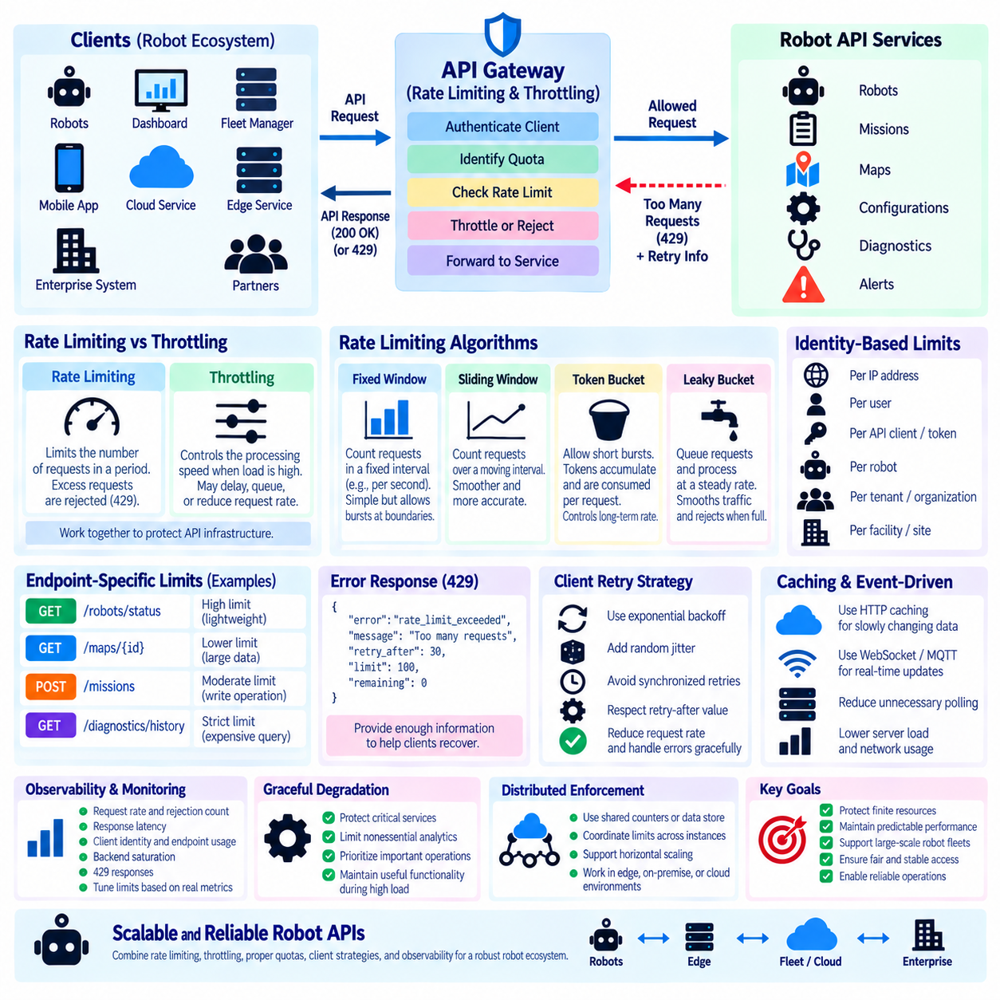 Clients (Robot Ecosystem)
Robots
Dashboard
Fleet Manager
Mobile App
Cloud Service
Edge Service
Enterprise System
Partners
API
Request
API Response
(200 OK)
(or 429)
API Gateway
(Rate Limiting & Throttling)
Authenticate Client
Identify Quota
Check Rate Limit
Throttle or Reject
Forward to Service
Allowed
Request
Too Many
Requests
(429)
+ Retry Info
Robot API Services
Robots
Missions
Maps
Configurations
Diagnostics
Alerts
Rate Limiting vs Throttling
Rate Limiting
Limits the number
of requests in a period.
Excess requests
are rejected (429).
Throttling
Controls the processing
speed when load is high.
May delay, queue,
or reduce request rate.
Work together to protect API infrastructure.
Rate Limiting Algorithms
Fixed Window
Count requests
in a fixed interval
(e.g., per second).
Simple but allows
bursts at boundaries.
Sliding Window
Count requests
over a moving interval.
Smoother and
more accurate.
Token Bucket
Allow short bursts.
Tokens accumulate
and are consumed
per request.
Controls long-term rate.
Leaky Bucket
Queue requests
and process
at a steady rate.
Smooths traffic
and rejects when full.
Identity-Based Limits
Per IP address
Per user
Per API client / token
Per robot
Per tenant / organization
Per facility / site
Endpoint-Specific Limits (Examples)
GET /robots/status High limit
(lightweight)
GET /maps/{id} Lower limit
(large data)
POST /missions Moderate limit
(write operation)
GET /diagnostics/history Strict limit
(expensive query)
Error Response (429)
{
"error": "rate_limit_exceeded",
"message": "Too many requests",
"retry_after": 30,
"limit": 100,
"remaining": 0
}
Provide enough information
to help clients recover.
Client Retry Strategy
Use exponential backoff
Add random jitter
Avoid synchronized retries
Respect retry-after value
Reduce request rate
and handle errors gracefully
Caching & Event-Driven
Use HTTP caching
for slowly changing data
Use WebSocket / MQTT
for real-time updates
Reduce unnecessary polling
Lower server load
and network usage
Observability & Monitoring
Request rate and rejection count
Response latency
Client identity and endpoint usage
Backend saturation
429 responses
Tune limits based on real metrics
Graceful Degradation
Protect critical services
Limit nonessential analytics
Prioritize important operations
Maintain useful functionality
during high load
Distributed Enforcement
Use shared counters or data store
Coordinate limits across instances
Support horizontal scaling
Work in edge, on-premise, or cloud
environments
Key Goals
Protect finite resources
Maintain predictable performance
Support large-scale robot fleets
Ensure fair and stable access
Enable reliable operations
Scalable and Reliable Robot APIs
Combine rate limiting, throttling, proper quotas, client strategies, and observability for a robust robot ecosystem.
Robots
Edge
Fleet / Cloud
Enterprise